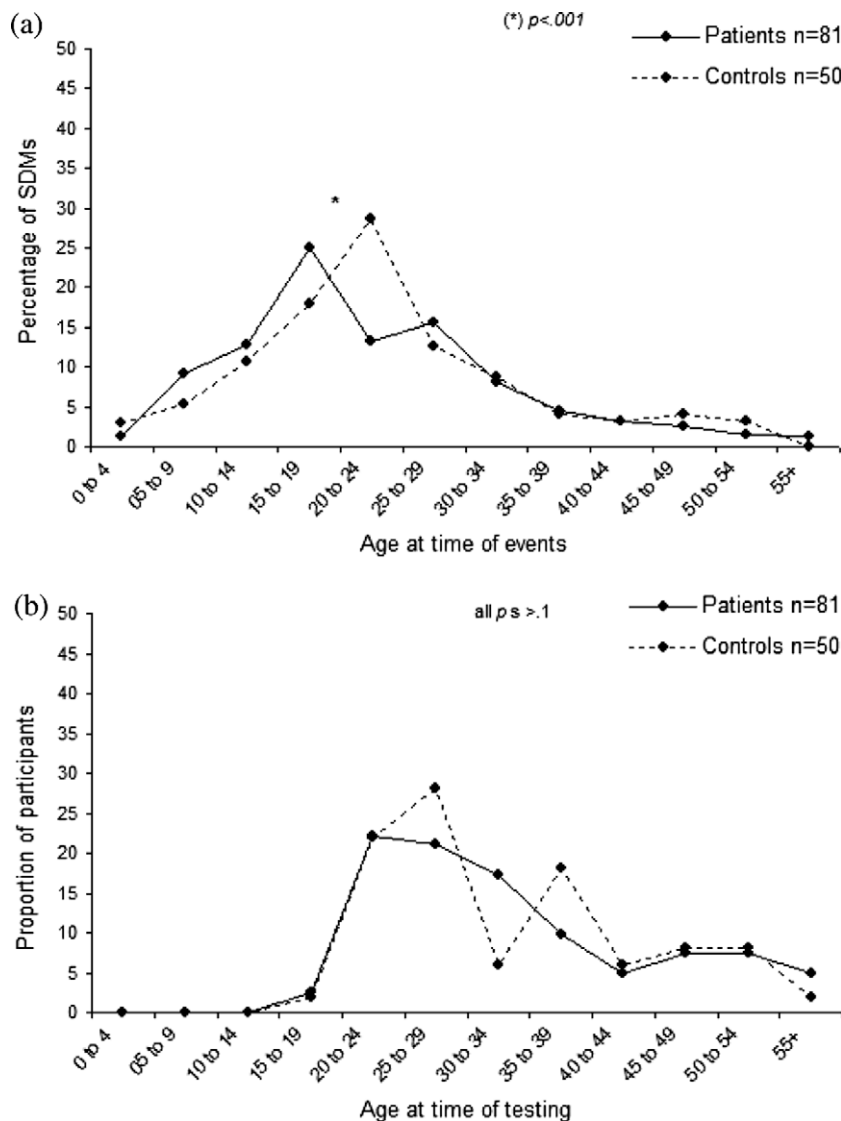 (a)
(*) p<.001
Patients n=81
Controls n=50
50
45
40
35
30
25
20
15
10
5
0
Percentage of SDMs
*
0 to 4
05 to 9
10 to 14
15 to 19
20 to 24
25 to 29
30 to 34
35 to 39
40 to 44
45 to 49
50 to 54
55+
Age at time of events
(b)
all p s >.1
Patients n=81
Controls n=50
50
45
40
35
30
25
20
15
10
5
0
Proportion of participants
0 to 4
05 to 9
10 to 14
15 to 19
20 to 24
25 to 29
30 to 34
35 to 39
40 to 44
45 to 49
50 to 54
55+
Age at time of testing